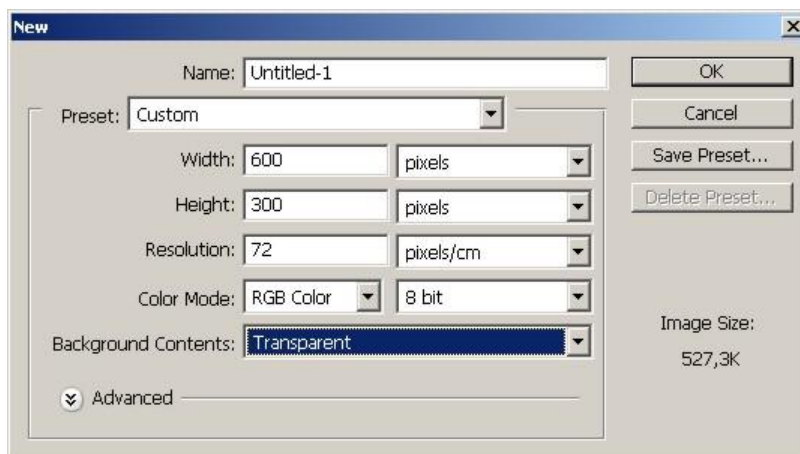 New
Name: Untitled-1
OK
Preset: Custom
Cancel
Width: 600 pixels
Save Preset...
Height: 300 pixels
Delete Preset...
Resolution: 72 pixels/cm
Color Mode: RGB Color 8 bit
Image Size:
Background Contents: Transparent
527,3K
Advanced